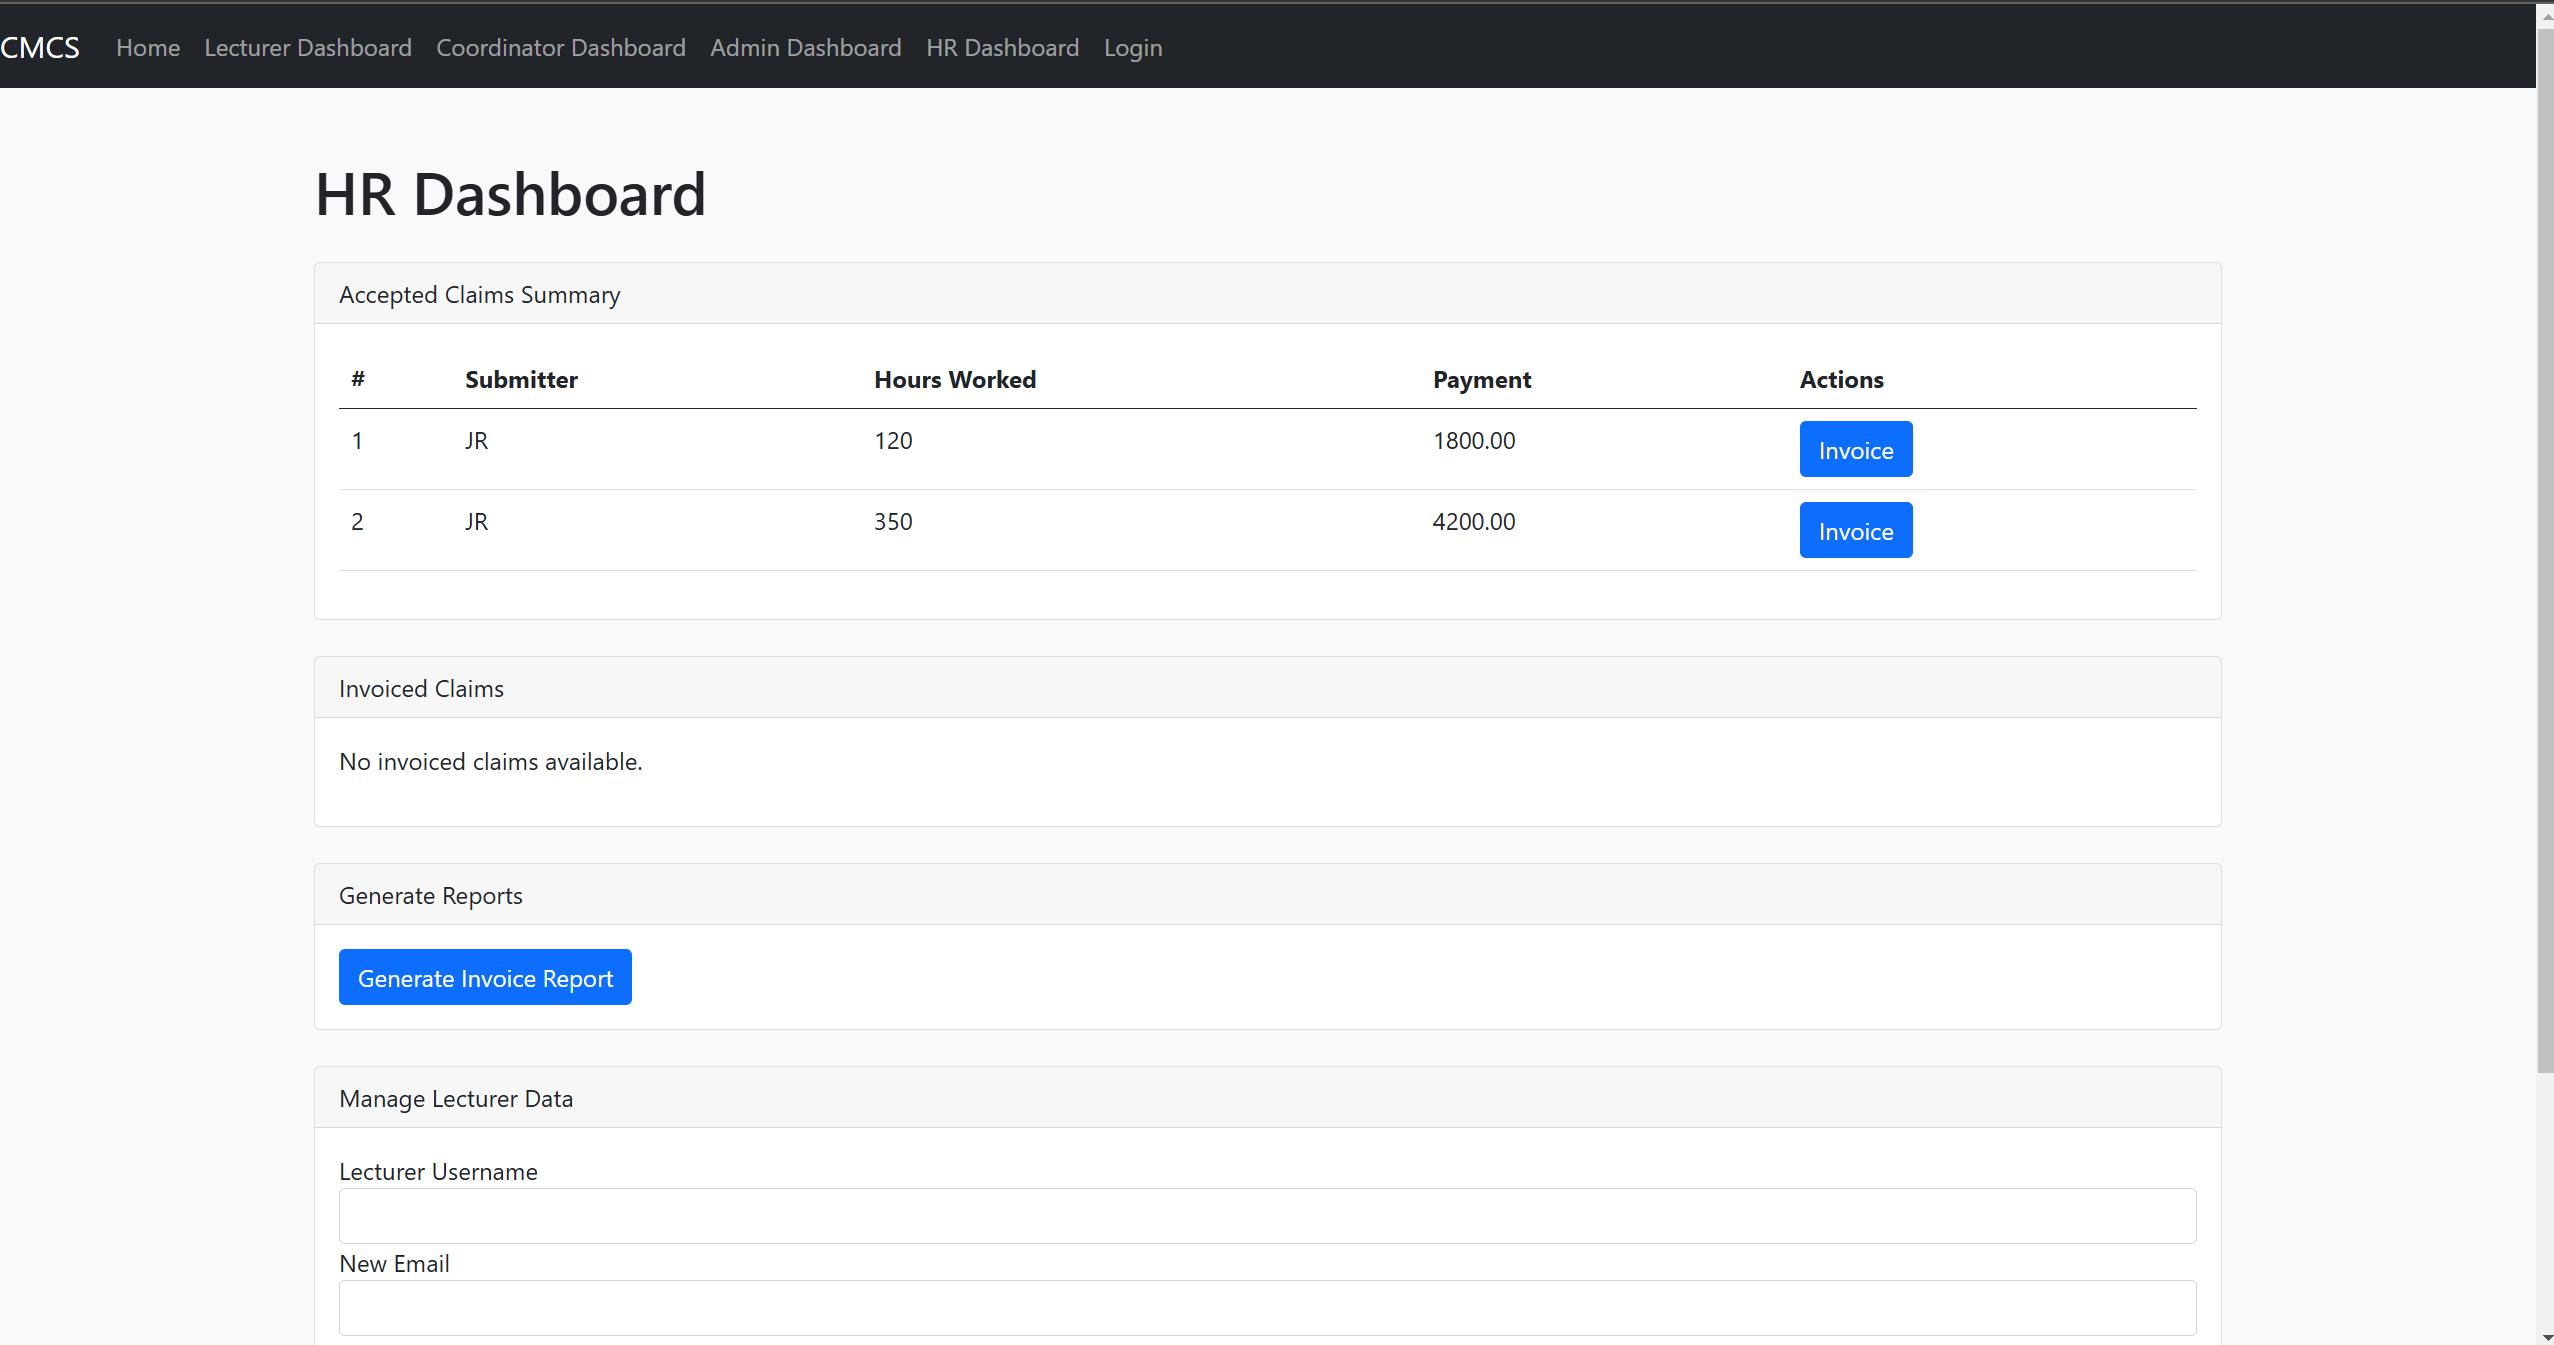 CMCS Home Lecturer Dashboard Coordinator Dashboard Admin Dashboard HR Dashboard Login
HR Dashboard
Accepted Claims Summary
# Submitter Hours Worked Payment Actions
1 JR 120 1800.00 Invoice
2 JR 350 4200.00 Invoice
Invoiced Claims
No invoiced claims available.
Generate Reports
Generate Invoice Report
Manage Lecturer Data
Lecturer Username
New Email